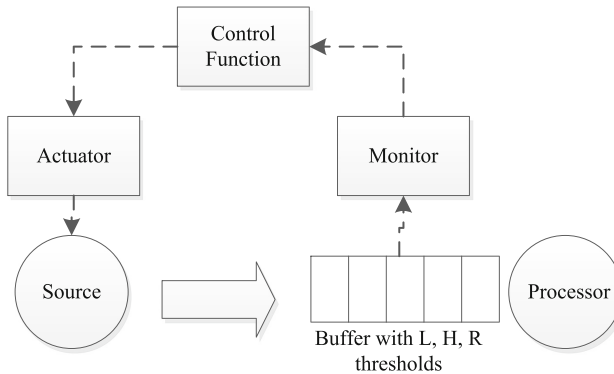 Control
Function
Actuator
Monitor
Source
Processor
Buffer with L, H, R
thresholds